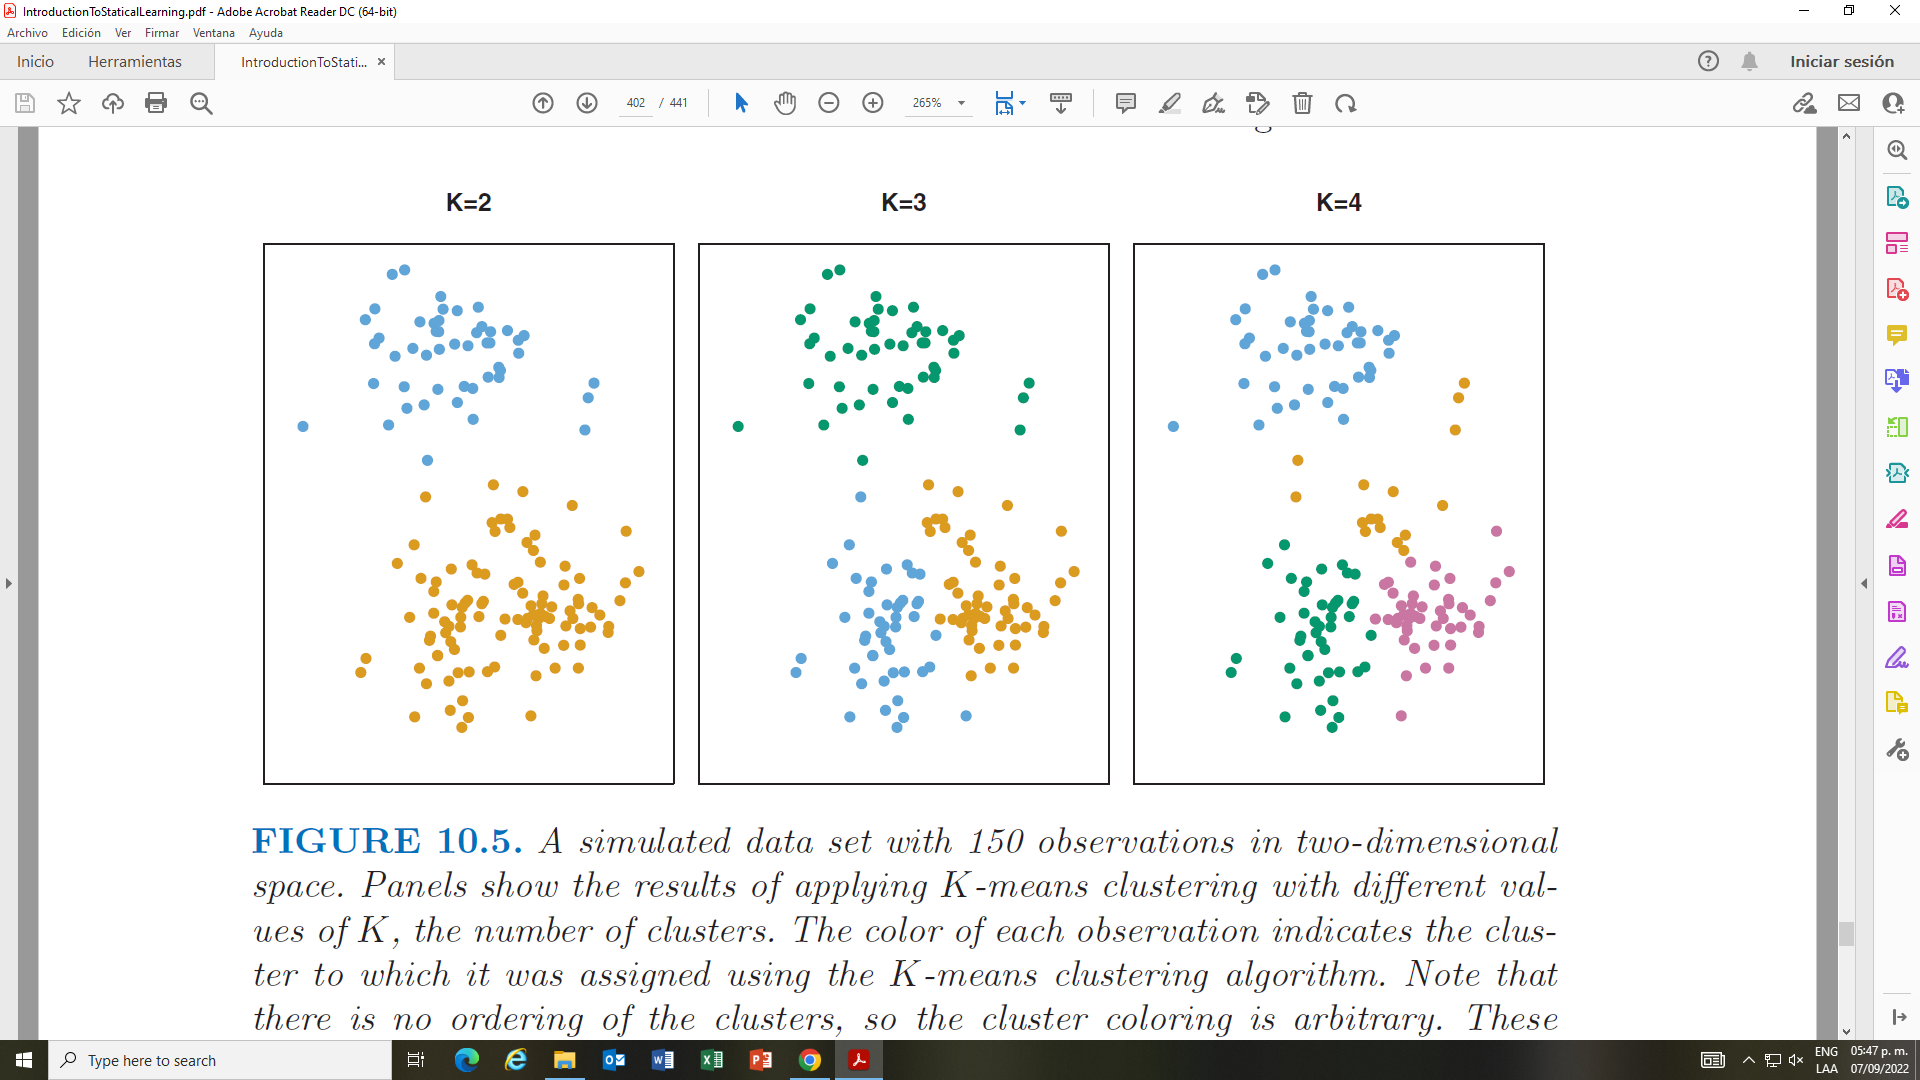 IntroductionToStaticalLearning.pdf - Adobe Acrobat Reader DC (64-bit)
Archivo Edición Ver Firmar Ventana Ayuda
Inicio Herramientas IntroductionToStati... × Iniciar sesión
402 / 441 265%
K=2 K=3 K=4
FIGURE 10.5. A simulated data set with 150 observations in two-dimensional
space. Panels show the results of applying K-means clustering with different val-
ues of K, the number of clusters. The color of each observation indicates the clus-
ter to which it was assigned using the K-means clustering algorithm. Note that
there is no ordering of the clusters, so the cluster coloring is arbitrary. These
Type here to search
ENG 05:47 p. m.
LAA 07/09/2022